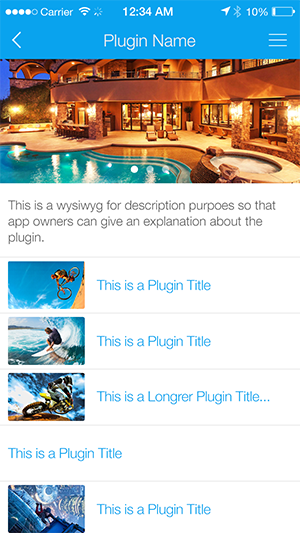 Carrier 12:34 AM 10%
Plugin Name
This is a wysiwyg for description purpoes so that
app owners can give an explanation about the
plugin.
This is a Plugin Title
This is a Plugin Title
This is a Longrer Plugin Title...
This is a Plugin Title
This is a Plugin Title